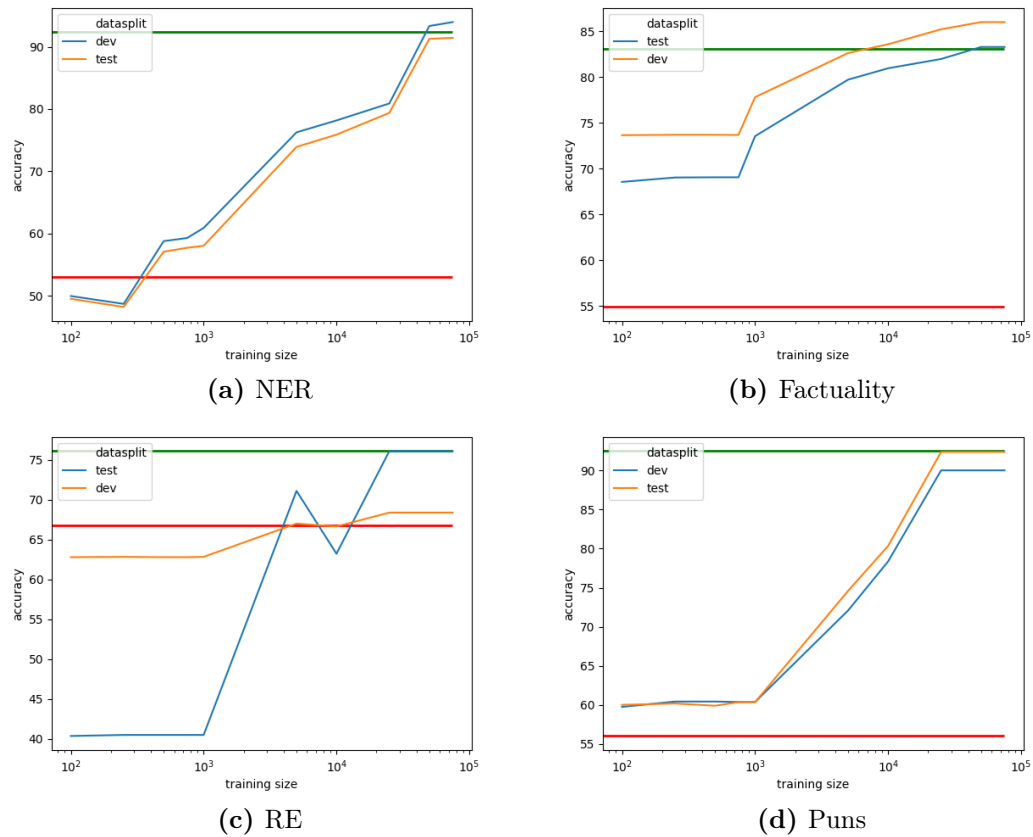 datasplit
dev
test
90
80
70
60
50
accuracy
10²
10³
10⁴
10⁵
training size
(a) NER
datasplit
test
dev
85
80
75
70
65
60
55
accuracy
10²
10³
10⁴
10⁵
training size
(b) Factuality
datasplit
test
dev
75
70
65
60
55
50
45
40
accuracy
10²
10³
10⁴
10⁵
training size
(c) RE
datasplit
dev
test
90
85
80
75
70
65
60
55
accuracy
10²
10³
10⁴
10⁵
training size
(d) Puns